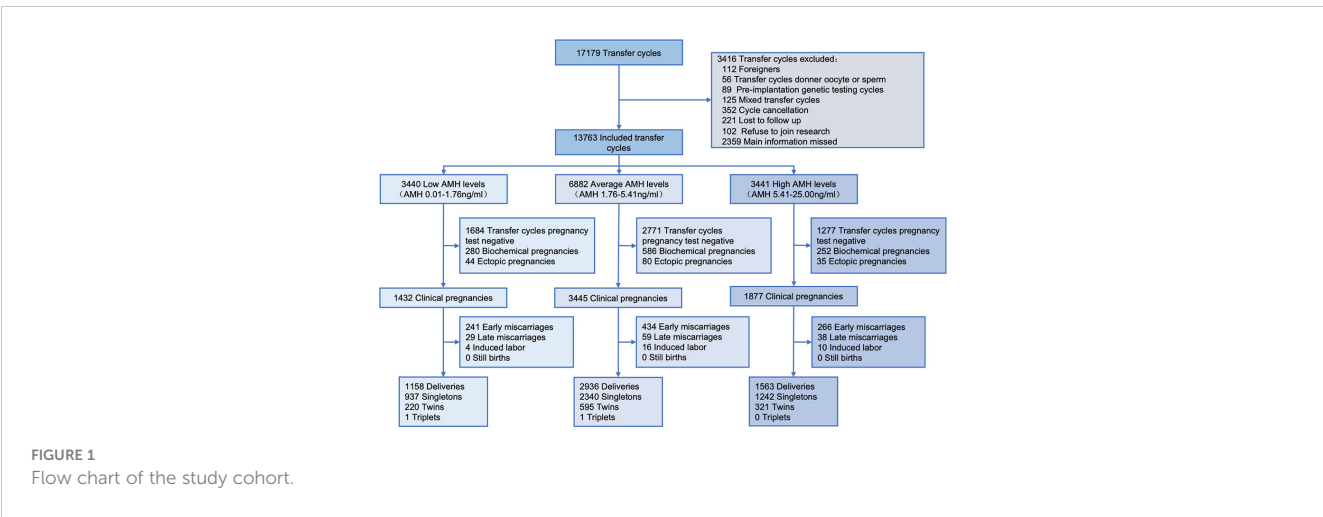 17179 Transfer cycles
3416 Transfer cycles excluded:
112 Foreigners
56 Transfer cycles donner oocyte or sperm
89 Pre-implantation genetic testing cycles
125 Mixed transfer cycles
352 Cycle cancellation
221 Lost to follow up
102 Refuse to join research
2359 Main information missed
13763 Included transfer
cycles
3440 Low AMH levels
（AMH 0.01-1.76ng/ml）
6882 Average AMH levels
（AMH 1.76-5.41ng/ml）
3441 High AMH levels
（AMH 5.41-25.00ng/ml）
1684 Transfer cycles pregnancy
test negative
280 Biochemical pregnancies
44 Ectopic pregnancies
2771 Transfer cycles
pregnancy test negative
586 Biochemical pregnancies
80 Ectopic pregnancies
1277 Transfer cycles pregnancy
test negative
252 Biochemical pregnancies
35 Ectopic pregnancies
1432 Clinical pregnancies
3445 Clinical pregnancies
1877 Clinical pregnancies
241 Early miscarriages
29 Late miscarriages
4 Induced labor
0 Still births
434 Early miscarriages
59 Late miscarriages
16 Induced labor
0 Still births
266 Early miscarriages
38 Late miscarriages
10 Induced labor
0 Still births
1158 Deliveries
937 Singletons
220 Twins
1 Triplets
2936 Deliveries
2340 Singletons
595 Twins
1 Triplets
1563 Deliveries
1242 Singletons
321 Twins
0 Triplets
FIGURE 1
Flow chart of the study cohort.